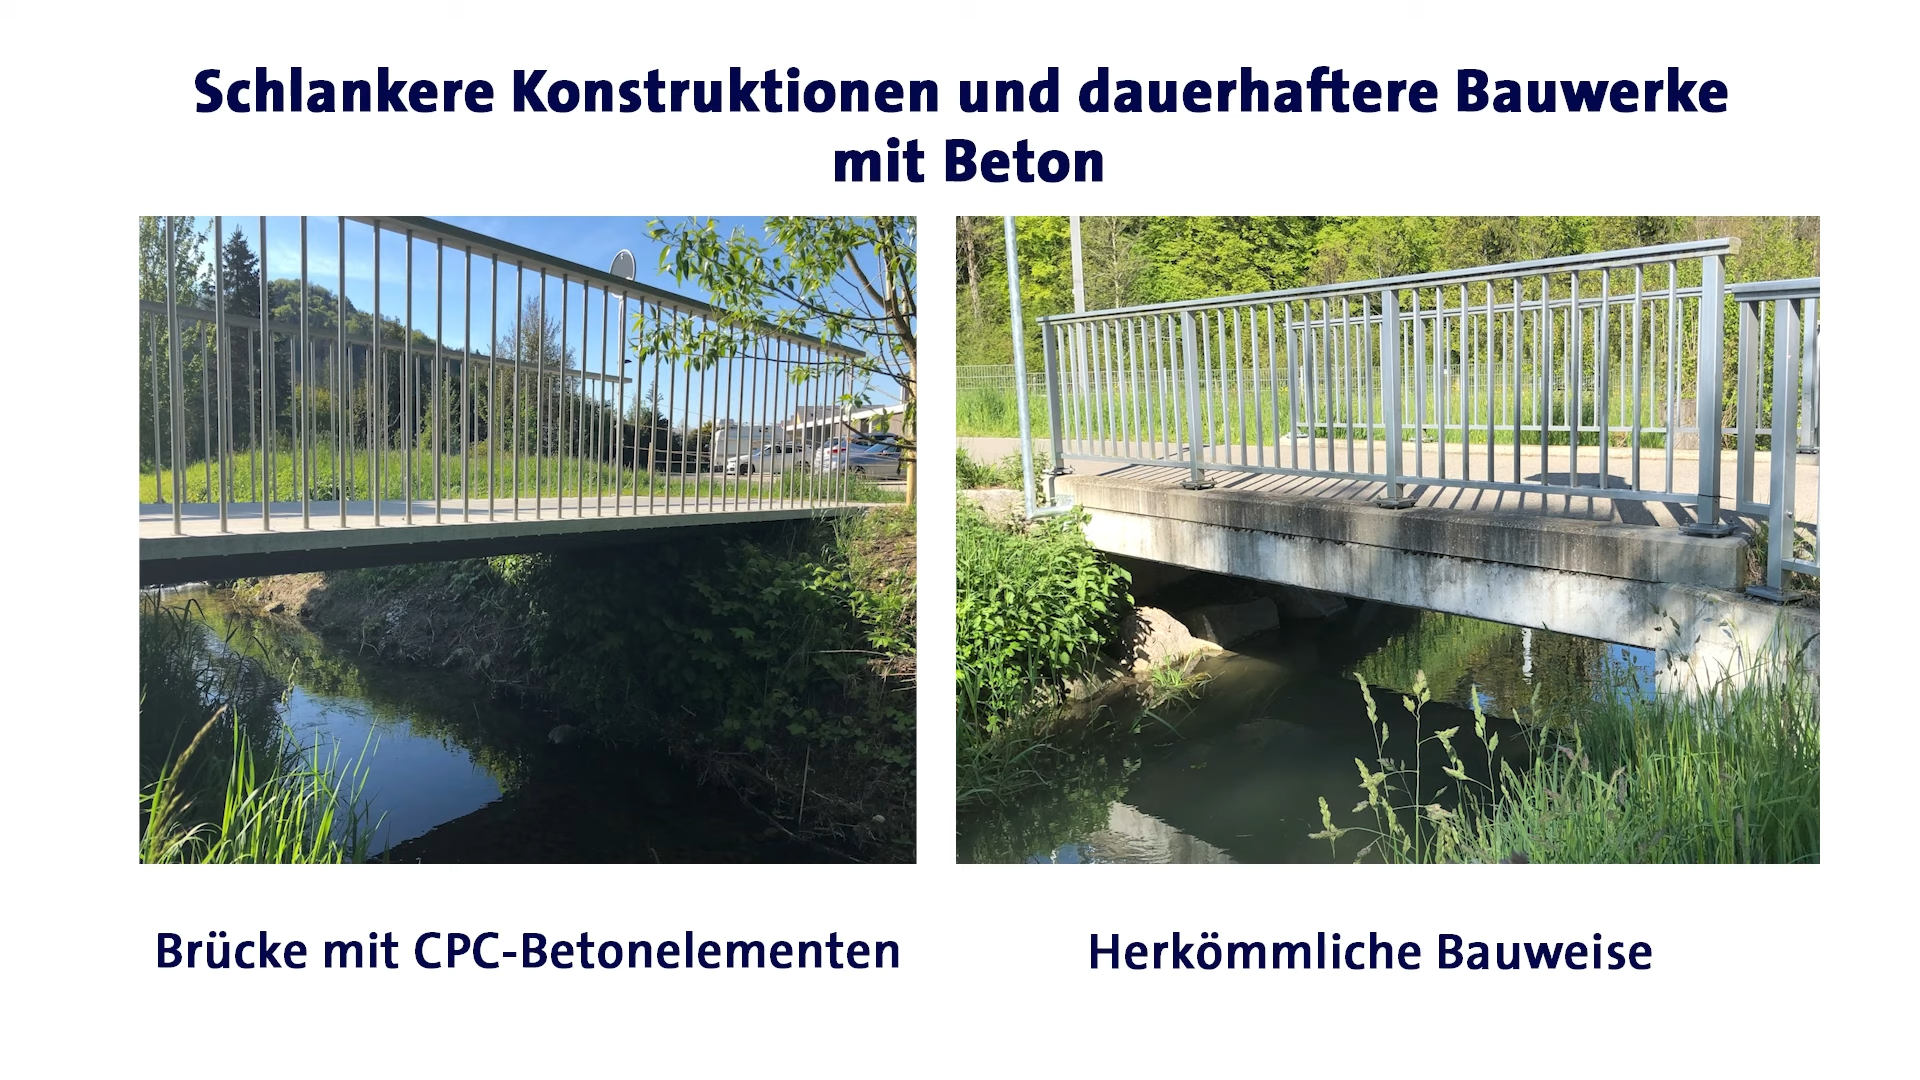 Schlankere Konstruktionen und dauerhaftere Bauwerke
mit Beton
Brücke mit CPC-Betonelementen
Herkömmliche Bauweise